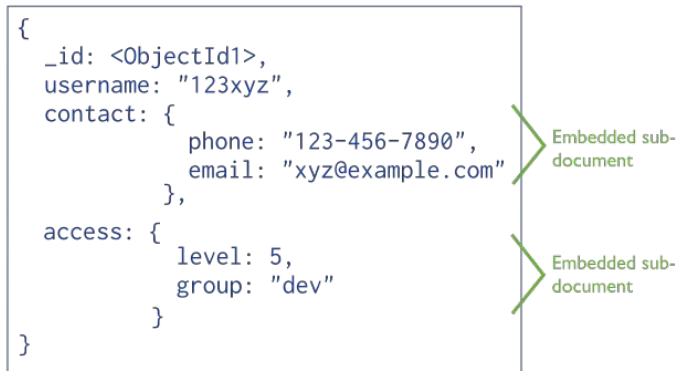 {
_id: <ObjectId1>,
username: "123xyz",
contact: {
phone: "123-456-7890",
email: "xyz@example.com"
},
access: {
level: 5,
group: "dev"
}
}
Embedded sub-
document
Embedded sub-
document